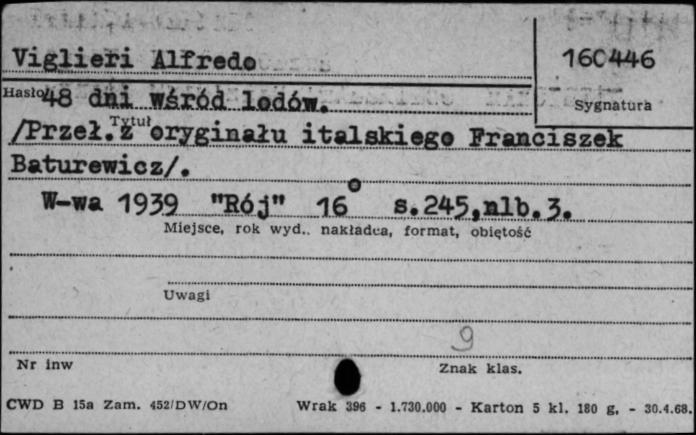 Viglieri Alfredo
160446
Hasło
Sygnatura
48 dni wśród lodów.
Tytuł
/Przeł. z oryginału italskiego Franciszek
Baturewicz/.
W-wa 1939 "Rój" 16° s.245,nlb.3.
Miejsce, rok wyd., nakładca, format, objętość
Uwagi
9
Nr inw
Znak klas.
CWD B 15a Zam. 452/DW/On Wrak 396 - 1.730.000 - Karton 5 kl. 180 g. - 30.4.68.